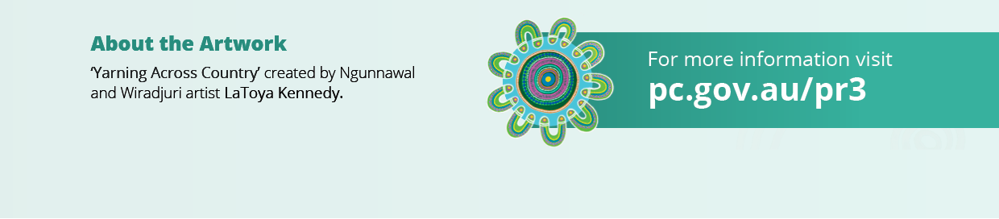 About the Artwork
‘Yarning Across Country’ created by Ngunnawal
and Wiradjuri artist LaToya Kennedy.
For more information visit
pc.gov.au/pr3